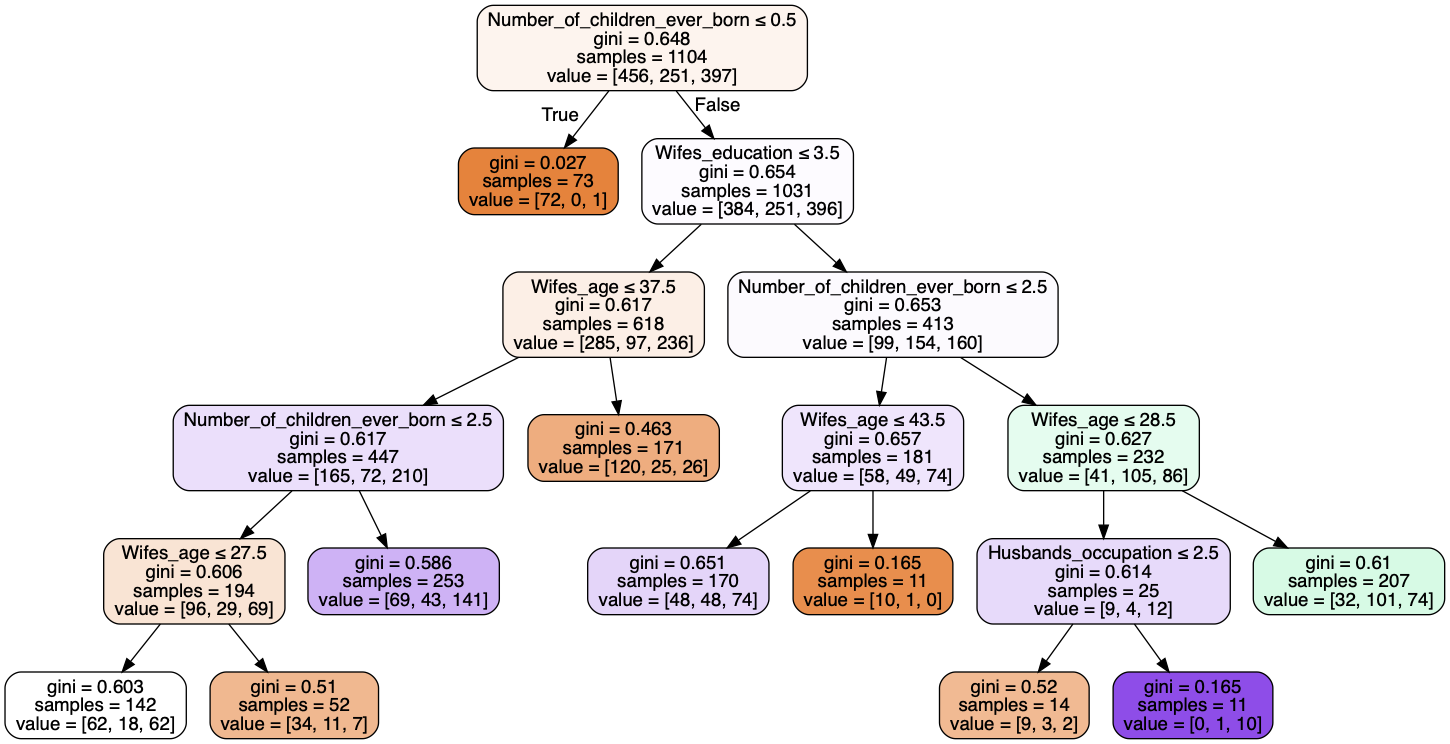 Number_of_children_ever_born ≤ 0.5
gini = 0.648
samples = 1104
value = [456, 251, 397]
True
False
gini = 0.027
samples = 73
value = [72, 0, 1]
Wifes_education ≤ 3.5
gini = 0.654
samples = 1031
value = [384, 251, 396]
Wifes_age ≤ 37.5
gini = 0.617
samples = 618
value = [285, 97, 236]
Number_of_children_ever_born ≤ 2.5
gini = 0.653
samples = 413
value = [99, 154, 160]
Number_of_children_ever_born ≤ 2.5
gini = 0.617
samples = 447
value = [165, 72, 210]
gini = 0.463
samples = 171
value = [120, 25, 26]
Wifes_age ≤ 43.5
gini = 0.657
samples = 181
value = [58, 49, 74]
Wifes_age ≤ 28.5
gini = 0.627
samples = 232
value = [41, 105, 86]
Wifes_age ≤ 27.5
gini = 0.606
samples = 194
value = [96, 29, 69]
gini = 0.586
samples = 253
value = [69, 43, 141]
gini = 0.651
samples = 170
value = [48, 48, 74]
gini = 0.165
samples = 11
value = [10, 1, 0]
Husbands_occupation ≤ 2.5
gini = 0.614
samples = 25
value = [9, 4, 12]
gini = 0.61
samples = 207
value = [32, 101, 74]
gini = 0.603
samples = 142
value = [62, 18, 62]
gini = 0.51
samples = 52
value = [34, 11, 7]
gini = 0.52
samples = 14
value = [9, 3, 2]
gini = 0.165
samples = 11
value = [0, 1, 10]